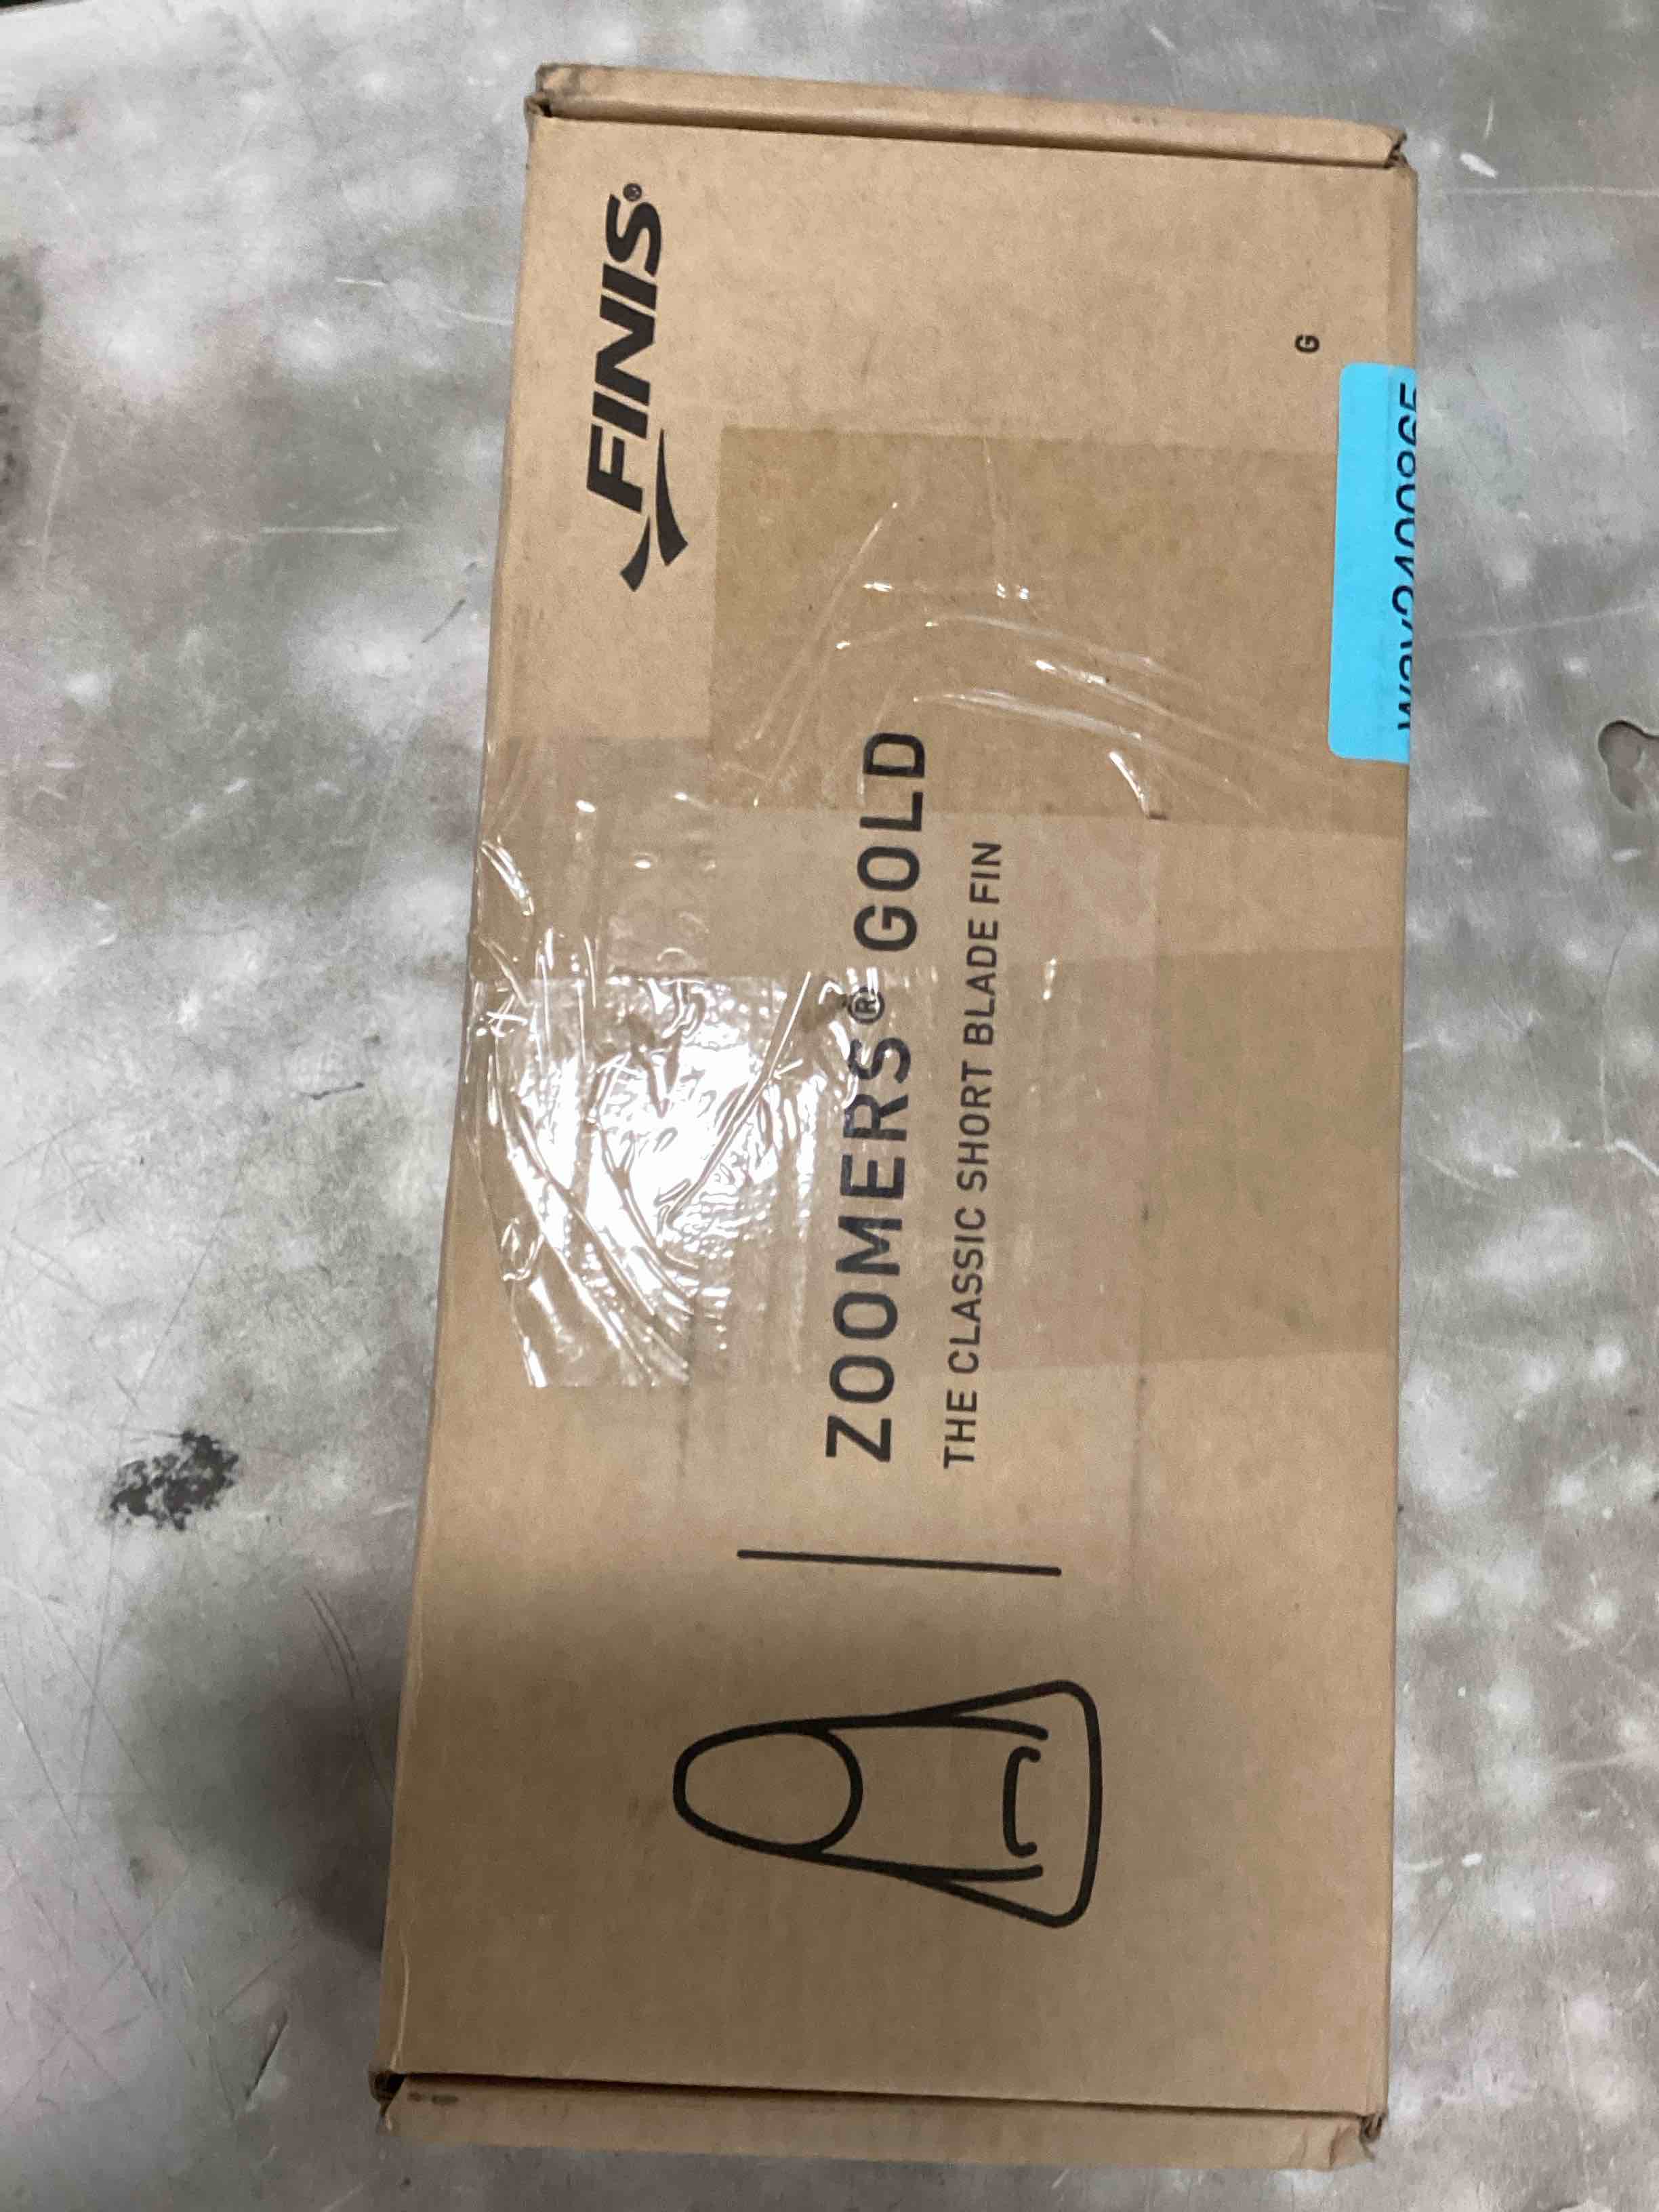 FINIS®
ZOOMERS® GOLD
THE CLASSIC SHORT BLADE FIN
G